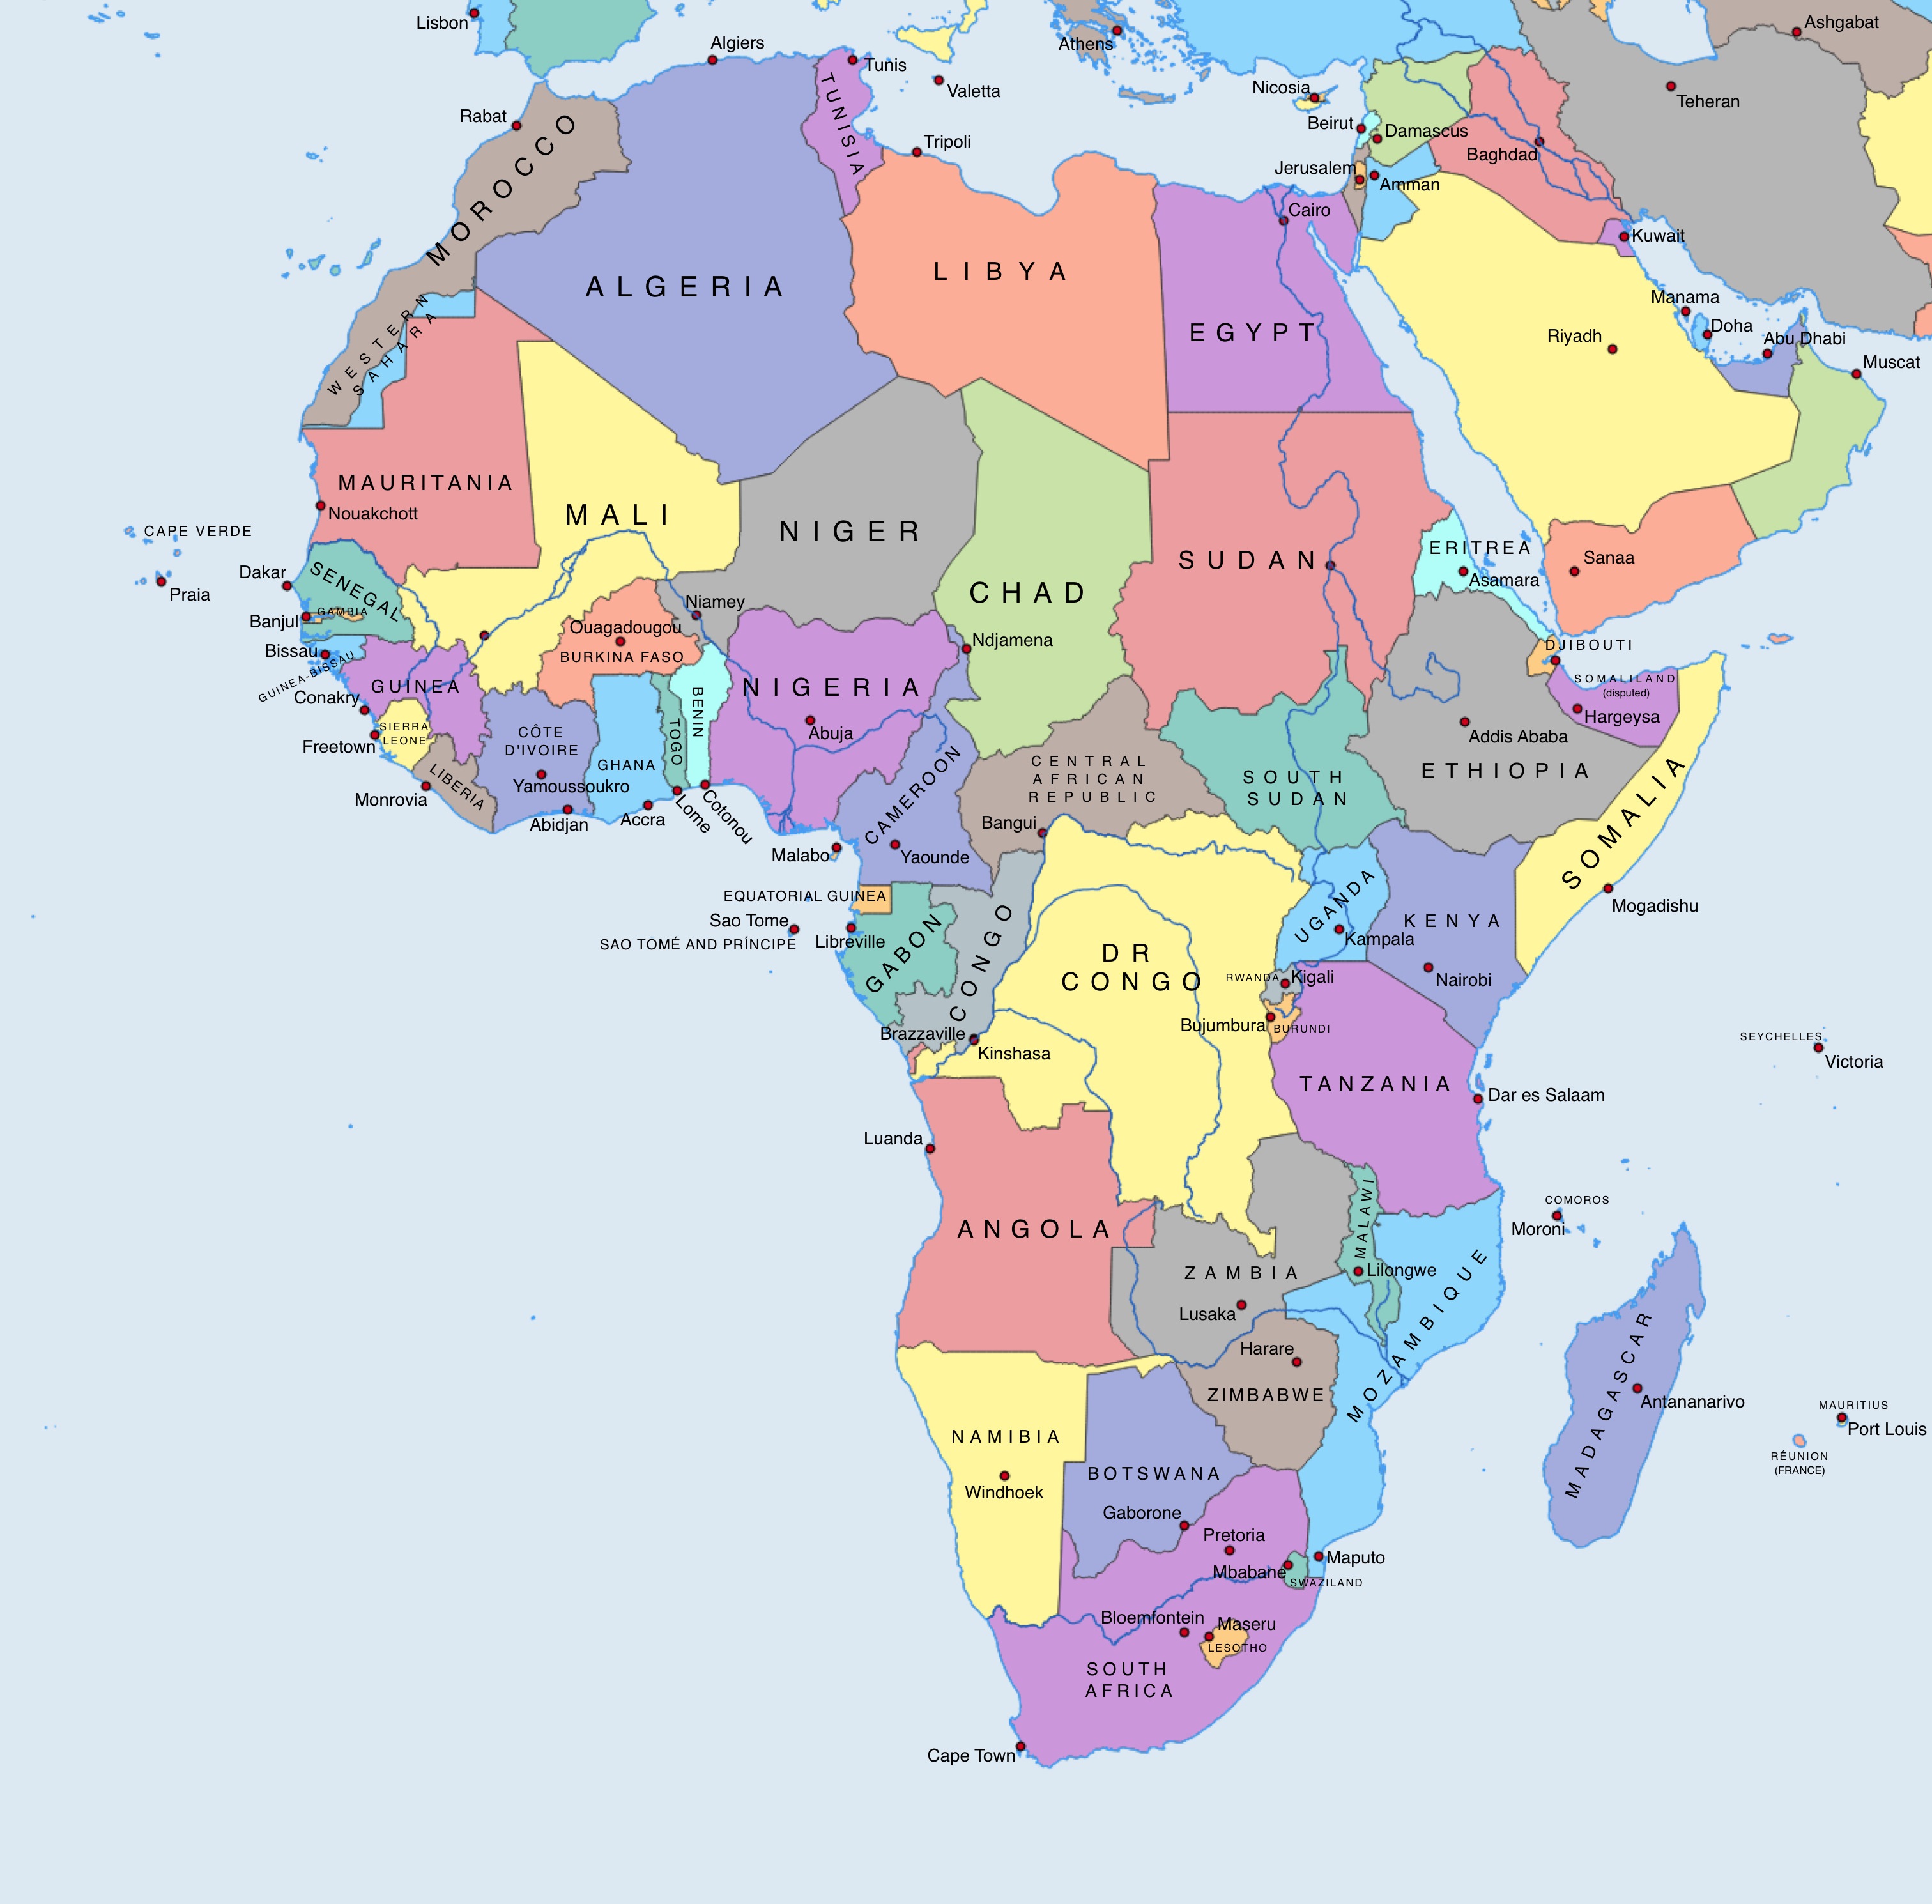 Lisbon
Algiers
Athens
Ashgabat
Tunis
Valetta
Nicosia
Teheran
Rabat
TUNISIA
Tripoli
Beirut
Damascus
Baghdad
MOROCCO
Jerusalem
Amman
Cairo
Kuwait
ALGERIA
LIBYA
EGYPT
Manama
Doha
Abu Dhabi
Riyadh
Muscat
WESTERN
SAHARA
MAURITANIA
Nouakchott
MALI
NIGER
CHAD
SUDAN
ERITREA
Asamara
Sanaa
CAPE VERDE
Praia
Dakar
SENEGAL
GAMBIA
Banjul
Bissau
GUINEA-BISSAU
GUINEA
Conakry
Niamey
Ouagadougou
BURKINA FASO
Ndjamena
DJIBOUTI
SOMALILAND
(disputed)
Hargeysa
NIGERIA
Abuja
BENIN
TOGO
SIERRA
LEONE
Freetown
LIBERIA
Monrovia
CÔTE
D'IVOIRE
Yamoussoukro
Abidjan
GHANA
Accra
Lome
Cotonou
CENTRAL
AFRICAN
REPUBLIC
Bangui
SOUTH
SUDAN
Addis Ababa
ETHIOPIA
SOMALIA
Mogadishu
CAMEROON
Yaounde
Malabo
EQUATORIAL GUINEA
Sao Tome
SAO TOMÉ AND PRÍNCIPE
Libreville
GABON
CONGO
Brazzaville
Kinshasa
DR
CONGO
UGANDA
Kampala
KENYA
Nairobi
RWANDA
Kigali
Bujumbura
BURUNDI
TANZANIA
Dar es Salaam
SEYCHELLES
Victoria
Luanda
ANGOLA
ZAMBIA
Lusaka
MALAWI
Lilongwe
COMOROS
Moroni
MOZAMBIQUE
Harare
ZIMBABWE
MADAGASCAR
Antananarivo
MAURITIUS
Port Louis
RÉUNION
(FRANCE)
NAMIBIA
Windhoek
BOTSWANA
Gaborone
Pretoria
Mbabane
SWAZILAND
Maputo
Bloemfontein
Maseru
LESOTHO
SOUTH
AFRICA
Cape Town